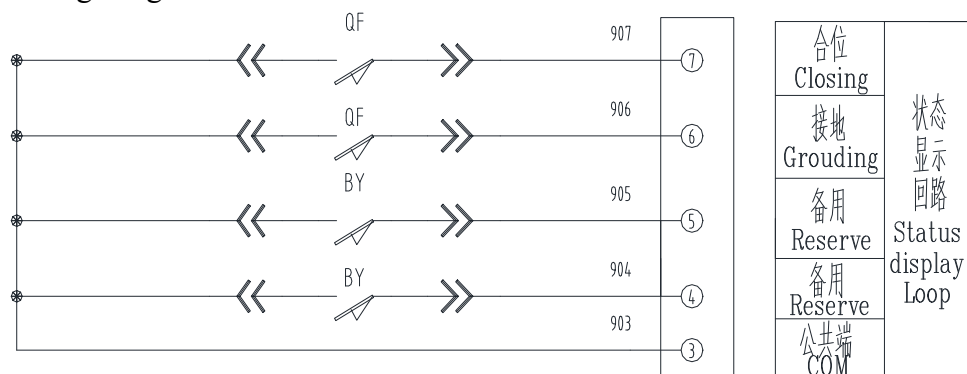 QF
907
⑦
QF
906
⑥
BY
905
⑤
BY
904
④
903
③
合位
Closing
接地
Grouding
备用
Reserve
备用
Reserve
公共端
COM
状态
显示
回路
Status
display
Loop